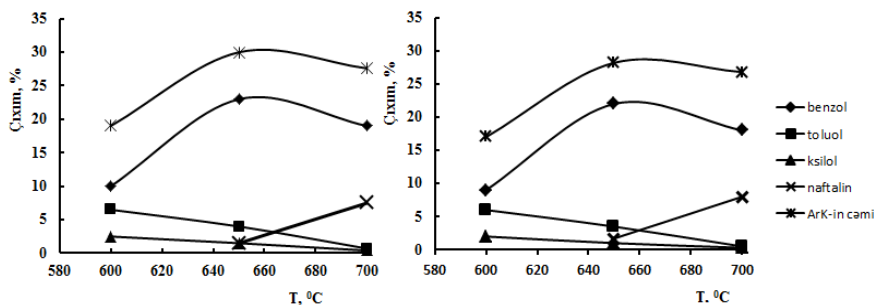 Çıxım, %
35
30
25
20
15
10
5
0
580 600 620 640 660 680 700
T, ⁰C
Çıxım, %
35
30
25
20
15
10
5
0
580 600 620 640 660 680 700
T. ⁰C
benzol
toluol
ksilol
naftalin
ArK-in cəmi